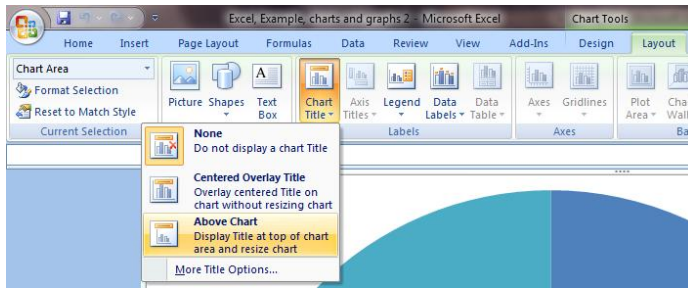 Excel, Example, charts and graphs 2 - Microsoft Excel
Chart Tools
Home Insert Page Layout Formulas Data Review View Add-Ins Design Layout
Chart Area
Format Selection
Reset to Match Style
Current Selection
Picture Shapes Text Box
Chart Title
Axis Titles
Legend
Data Labels
Data Table
Labels
Axes Gridlines
Axes
Plot Area
None
Do not display a chart Title
Centered Overlay Title
Overlay centered Title on
chart without resizing chart
Above Chart
Display Title at top of chart
area and resize chart
More Title Options...